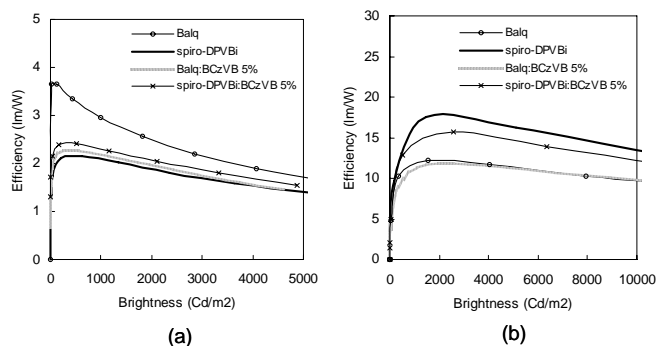 5
4
3
2
1
0
Efficiency (lm/W)
Balq
spiro-DPVBi
Balq:BCzVB 5%
spiro-DPVBi:BCzVB 5%
0 1000 2000 3000 4000 5000
Brightness (Cd/m2)
(a)
30
25
20
15
10
5
0
Efficiency (lm/W)
Balq
spiro-DPVBi
Balq:BCzVB 5%
spiro-DPVBi:BCzVB 5%
0 2000 4000 6000 8000 10000
Brightness (Cd/m2)
(b)